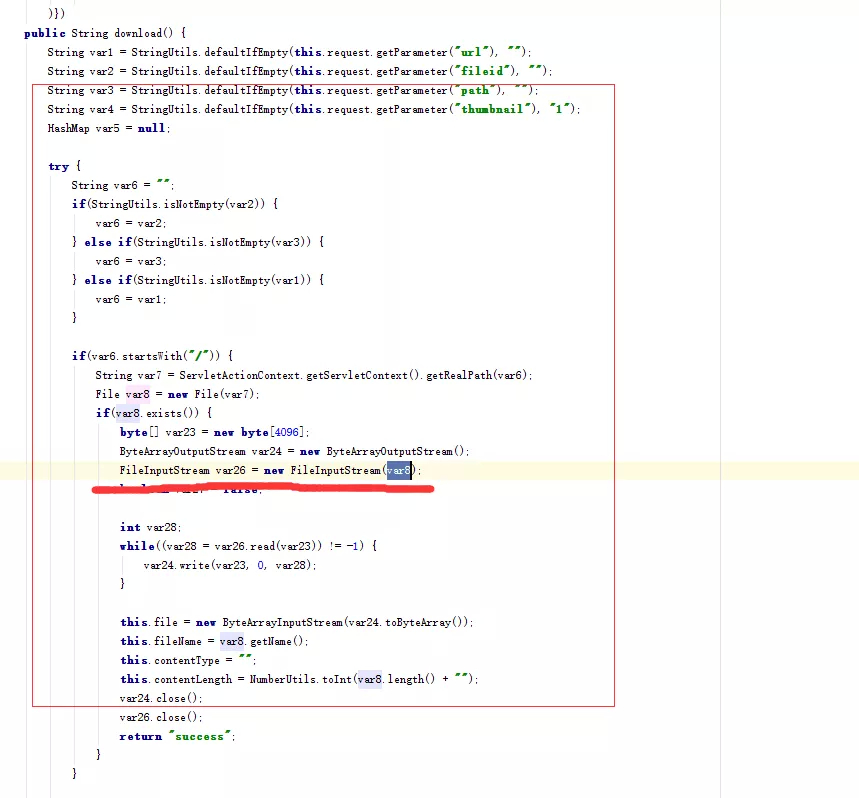 )})
public String download() {
String var1 = StringUtils.defaultIfEmpty(this.request.getParameter("url"), "");
String var2 = StringUtils.defaultIfEmpty(this.request.getParameter("fileid"), "");
String var3 = StringUtils.defaultIfEmpty(this.request.getParameter("path"), "");
String var4 = StringUtils.defaultIfEmpty(this.request.getParameter("thumbnail"), "1");
HashMap var5 = null;
try {
String var6 = "";
if(StringUtils.isNotEmpty(var2)) {
var6 = var2;
} else if(StringUtils.isNotEmpty(var3)) {
var6 = var3;
} else if(StringUtils.isNotEmpty(var1)) {
var6 = var1;
}
if(var6.startsWith("/")) {
String var7 = ServletActionContext.getServletContext().getRealPath(var6);
File var8 = new File(var7);
if(var8.exists()) {
byte[] var23 = new byte[4096];
ByteArrayOutputStream var24 = new ByteArrayOutputStream();
FileInputStream var26 = new FileInputStream(var8);
= false;
int var28;
while((var28 = var26.read(var23)) != -1) {
var24.write(var23, 0, var28);
}
this.file = new ByteArrayInputStream(var24.toByteArray());
this.fileName = var8.getName();
this.contentType = "";
this.contentLength = NumberUtils.toInt(var8.length() + "");
var24.close();
var26.close();
return "success";
}
}